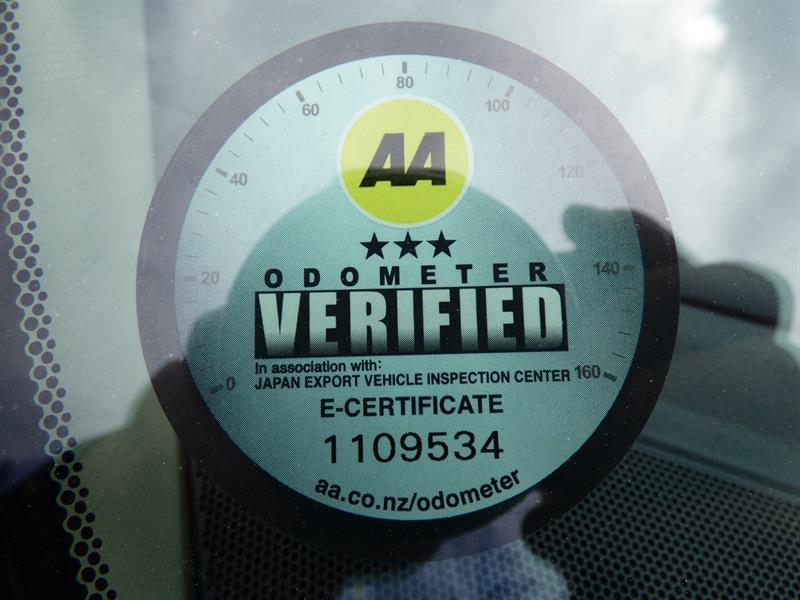 0
20
40
60
80
100
120
140
160
AA
ODOMETER
VERIFIED
In association with:
JAPAN EXPORT VEHICLE INSPECTION CENTER
E-CERTIFICATE
1109534
aa.co.nz/odometer